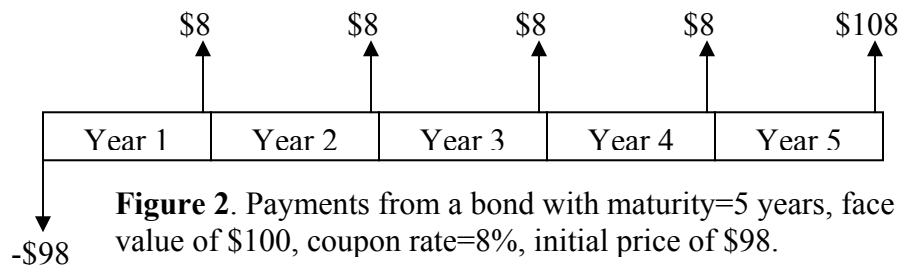 $8 $8 $8 $8 $108
Year 1 Year 2 Year 3 Year 4 Year 5
Figure 2. Payments from a bond with maturity=5 years, face
value of $100, coupon rate=8%, initial price of $98.
-$98